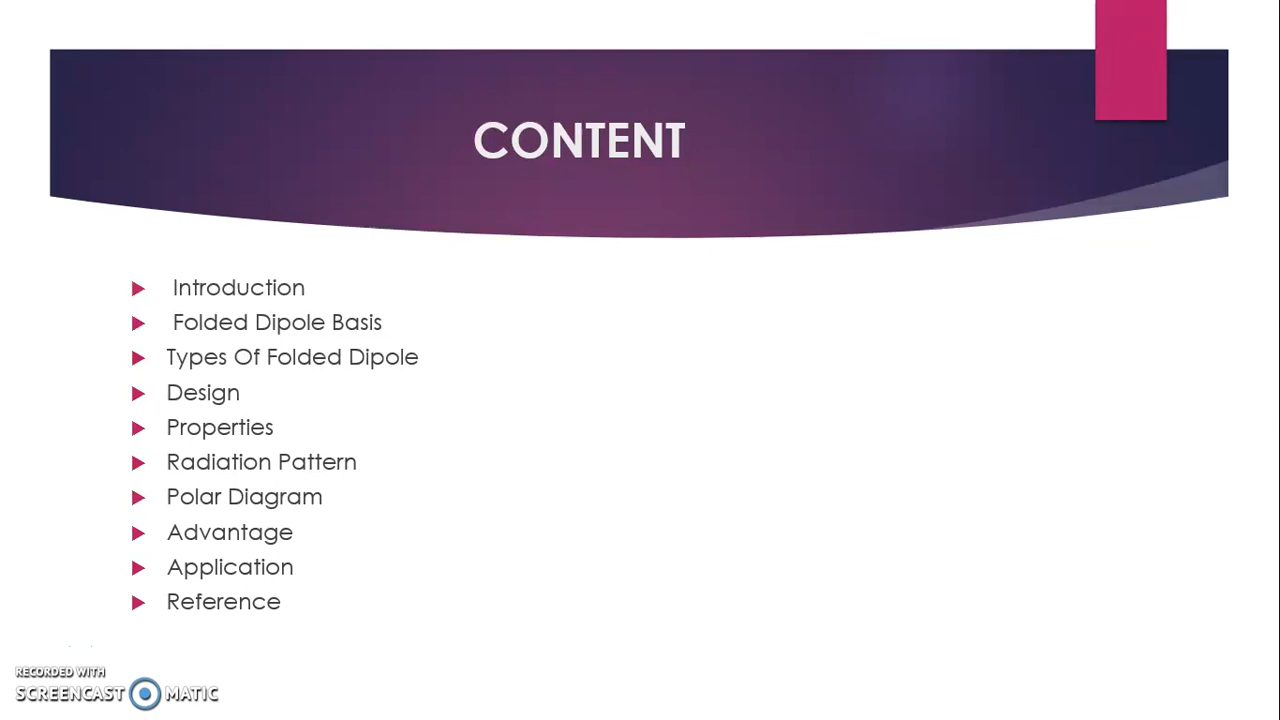 CONTENT
Introduction
Folded Dipole Basis
Types Of Folded Dipole
Design
Properties
Radiation Pattern
Polar Diagram
Advantage
Application
Reference
RECORDED WITH
SCREENCAST MATIC